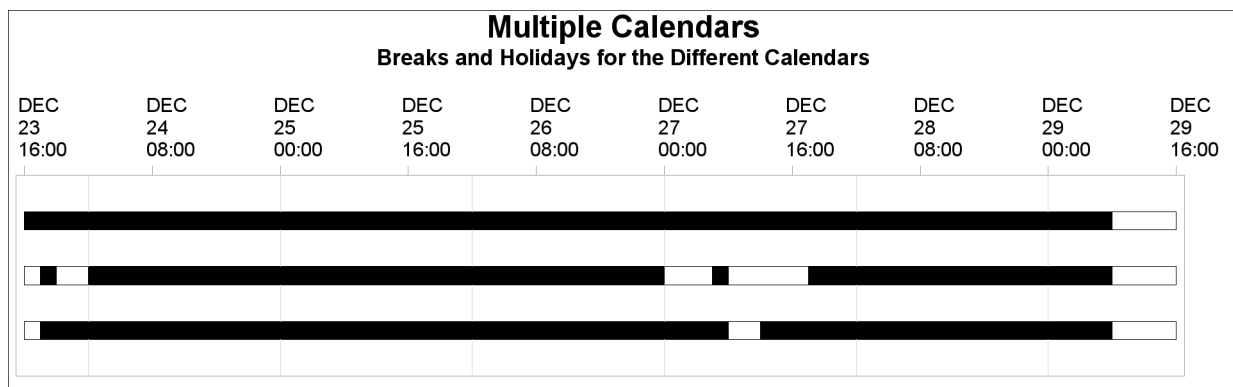 Multiple Calendars
Breaks and Holidays for the Different Calendars
DEC DEC DEC DEC DEC DEC DEC DEC DEC DEC
23 24 25 25 26 27 27 28 29 29
16:00 08:00 00:00 16:00 08:00 00:00 16:00 08:00 00:00 16:00